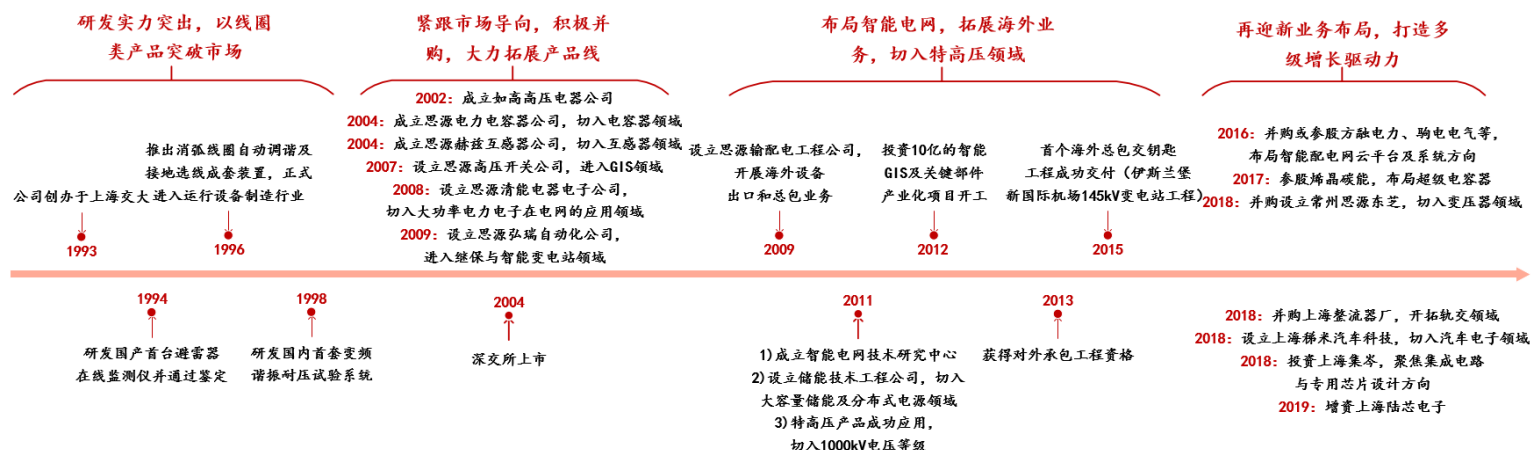 研发实力突出，以线圈
类产品突破市场
紧跟市场导向，积极并
购，大力拓展产品线
布局智能电网，拓展海外业
务，切入特高压领域
再迎新业务布局，打造多
级增长驱动力
公司创办于上海交大
1993
推出消弧线圈自动调谐及
接地选线成套装置，正式
进入运行设备制造行业
1996
2002：成立如高高压电器公司
2004：成立思源电力电容器公司，切入电容器领域
2004：成立思源赫兹互感器公司，切入互感器领域
2007：设立思源高压开关公司，进入GIS领域
2008：设立思源清能电器电子公司，
切入大功率电力电子在电网的应用领域
2009：设立思源弘瑞自动化公司，
进入继保与智能变电站领域
设立思源输配电工程公司，
开展海外设备
出口和总包业务
2009
投资10亿的智能
GIS及关键部件
产业化项目开工
2012
首个海外总包交钥匙
工程成功交付（伊斯兰堡
新国际机场145kV变电站工程）
2015
2016：并购或参股方融电力、驹电电气等，
布局智能配电网云平台及系统方向
2017：参股烯晶碳能，布局超级电容器
2018：并购设立常州思源东芝，切入变压器领域
1994
研发国产首台避雷器
在线监测仪并通过鉴定
1998
研发国内首套变频
谐振耐压试验系统
2004
深交所上市
2011
1)成立智能电网技术研究中心
2)设立储能技术工程公司，切入
大容量储能及分布式电源领域
3)特高压产品成功应用，
切入1000kV电压等级
2013
获得对外承包工程资格
2018：并购上海整流器厂，开拓轨交领域
2018：设立上海稊米汽车科技，切入汽车电子领域
2018：投资上海集岑，聚焦集成电路
与专用芯片设计方向
2019：增资上海陆芯电子